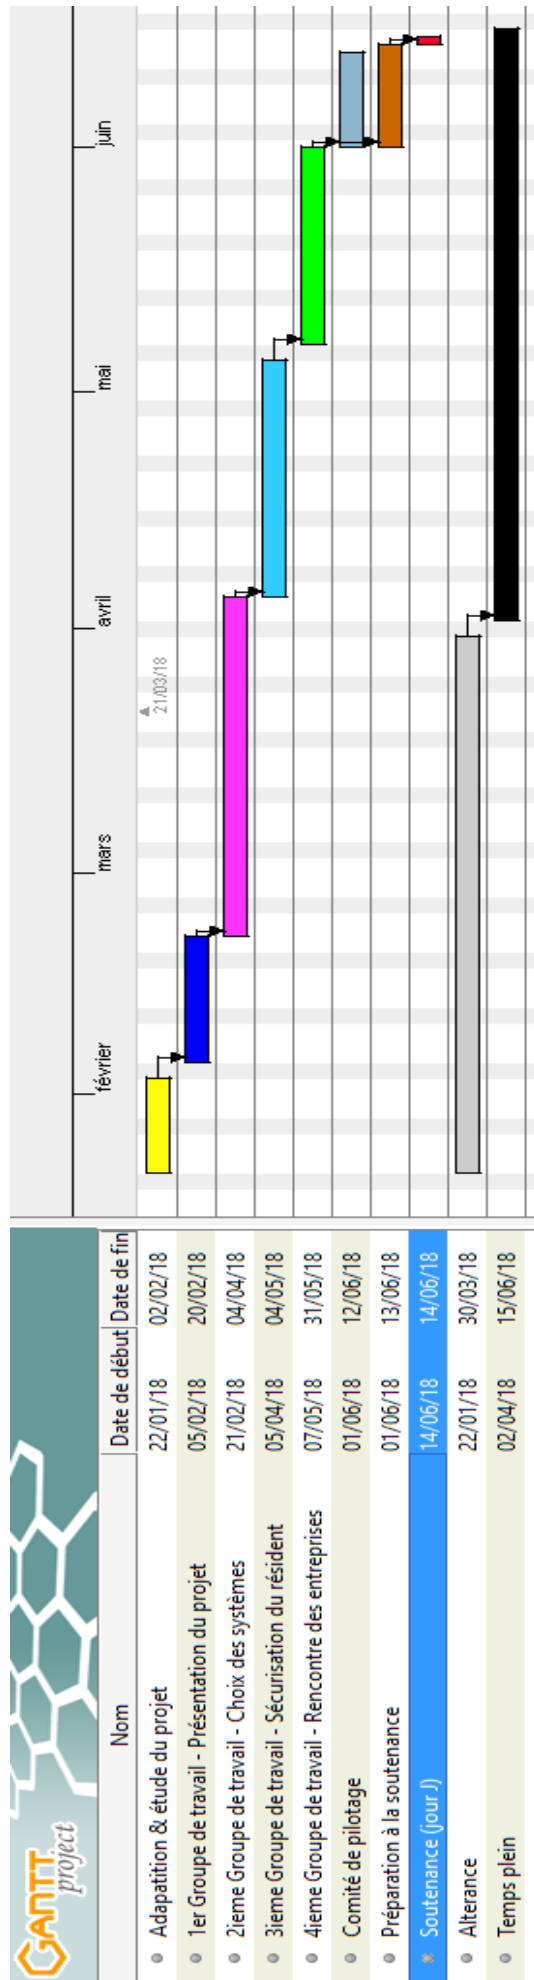 GANTT
project
Nom Date de début Date de fin
Adapatition & étude du projet 22/01/18 02/02/18
1er Groupe de travail - Présentation du projet 05/02/18 20/02/18
2ieme Groupe de travail - Choix des systèmes 21/02/18 04/04/18
3ieme Groupe de travail - Sécurisation du résident 05/04/18 04/05/18
4ieme Groupe de travail - Rencontre des entreprises 07/05/18 31/05/18
Comité de pilotage 01/06/18 12/06/18
Préparation à la soutenance 01/06/18 13/06/18
Soutenance (jour J) 14/06/18 14/06/18
Alterance 22/01/18 30/03/18
Temps plein 02/04/18 15/06/18
février mars avril mai juin
21/03/18